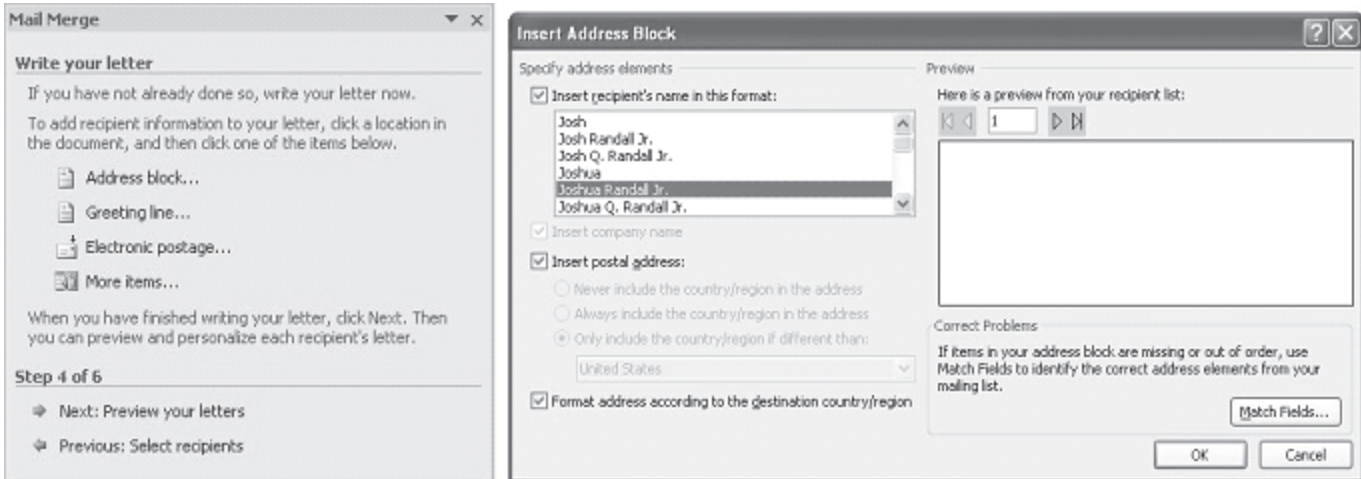 Mail Merge
Write your letter
If you have not already done so, write your letter now.
To add recipient information to your letter, click a location in
the document, and then click one of the items below.
Address block...
Greeting line...
Electronic postage...
More items...
When you have finished writing your letter, click Next. Then
you can preview and personalize each recipient's letter.
Step 4 of 6
Next: Preview your letters
Previous: Select recipients
Insert Address Block
Specify address elements
Insert recipient's name in this format:
Josh
Josh Randall Jr.
Josh Q. Randall Jr.
Joshua
Joshua Randall Jr.
Joshua Q. Randall Jr.
Insert company name
Insert postal address:
Never include the country/region in the address
Always include the country/region in the address
Only include the country/region if different than:
United States
Format address according to the destination country/region
Preview
Here is a preview from your recipient list:
1
Correct Problems
If items in your address block are missing or out of order, use
Match Fields to identify the correct address elements from your
mailing list.
Match Fields...
OK
Cancel